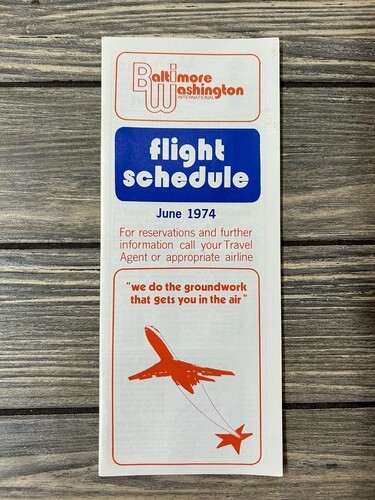 Baltimore
Washington
INTERNATIONAL
flight
schedule
June 1974
For reservations and further
information call your Travel
Agent or appropriate airline
"we do the groundwork
that gets you in the air"